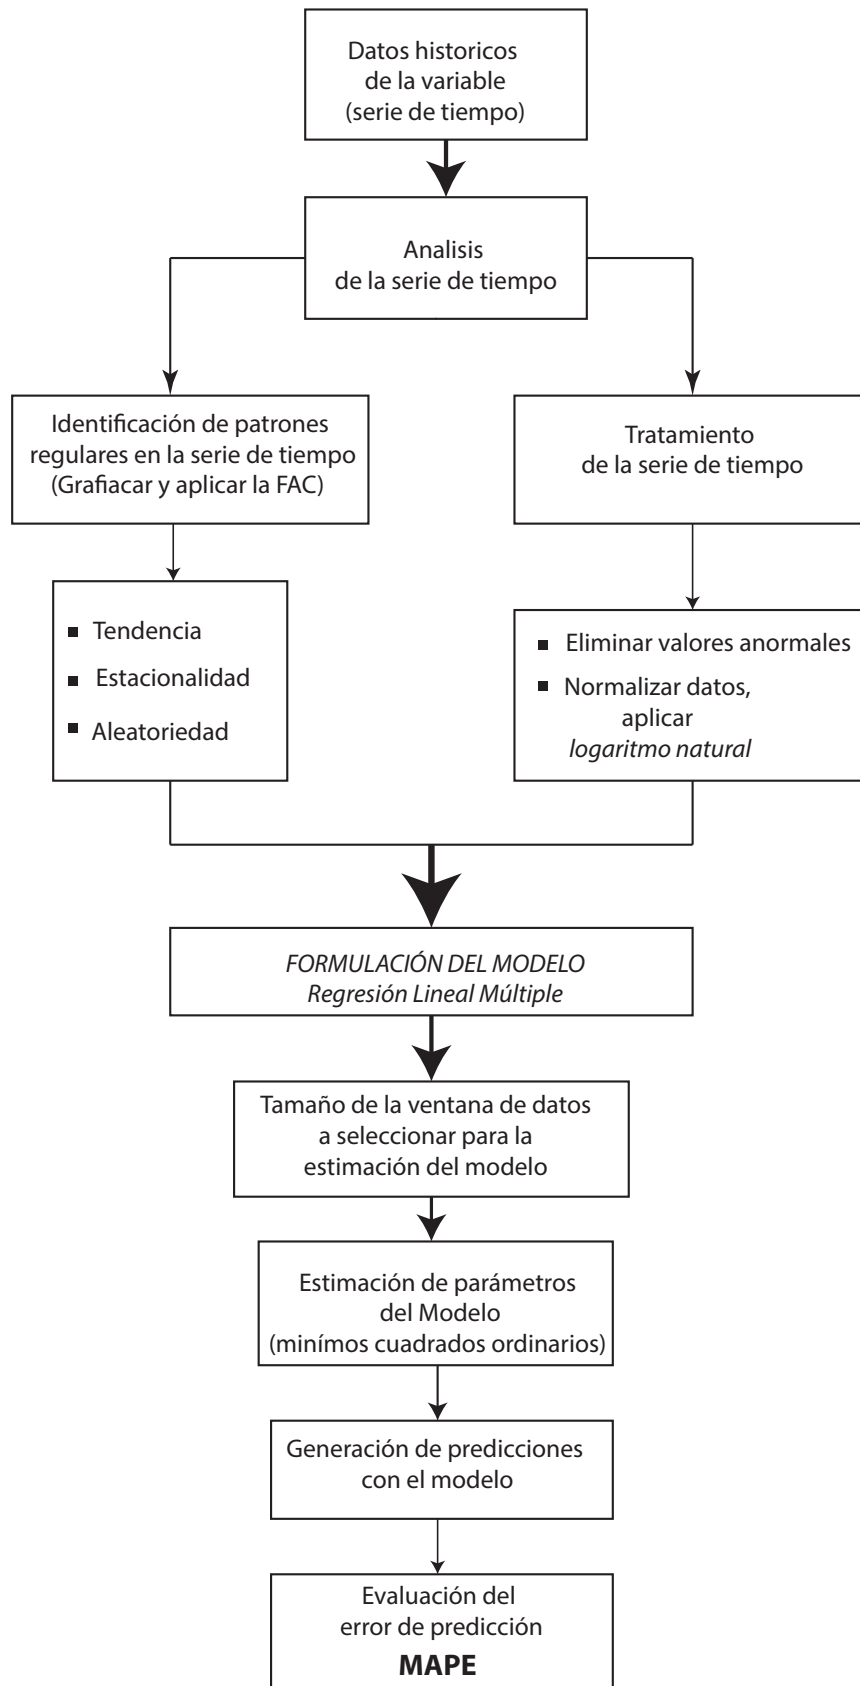 Datos historicos
de la variable
(serie de tiempo)
Analisis
de la serie de tiempo
Identificación de patrones
regulares en la serie de tiempo
(Grafiacar y aplicar la FAC)
Tratamiento
de la serie de tiempo
Tendencia
Estacionalidad
Aleatoriedad
Eliminar valores anormales
Normalizar datos,
aplicar
logaritmo natural
FORMULACIÓN DEL MODELO
Regresión Lineal Múltiple
Tamaño de la ventana de datos
a seleccionar para la
estimación del modelo
Estimación de parámetros
del Modelo
(minímos cuadrados ordinarios)
Generación de predicciones
con el modelo
Evaluación del
error de predicción
MAPE